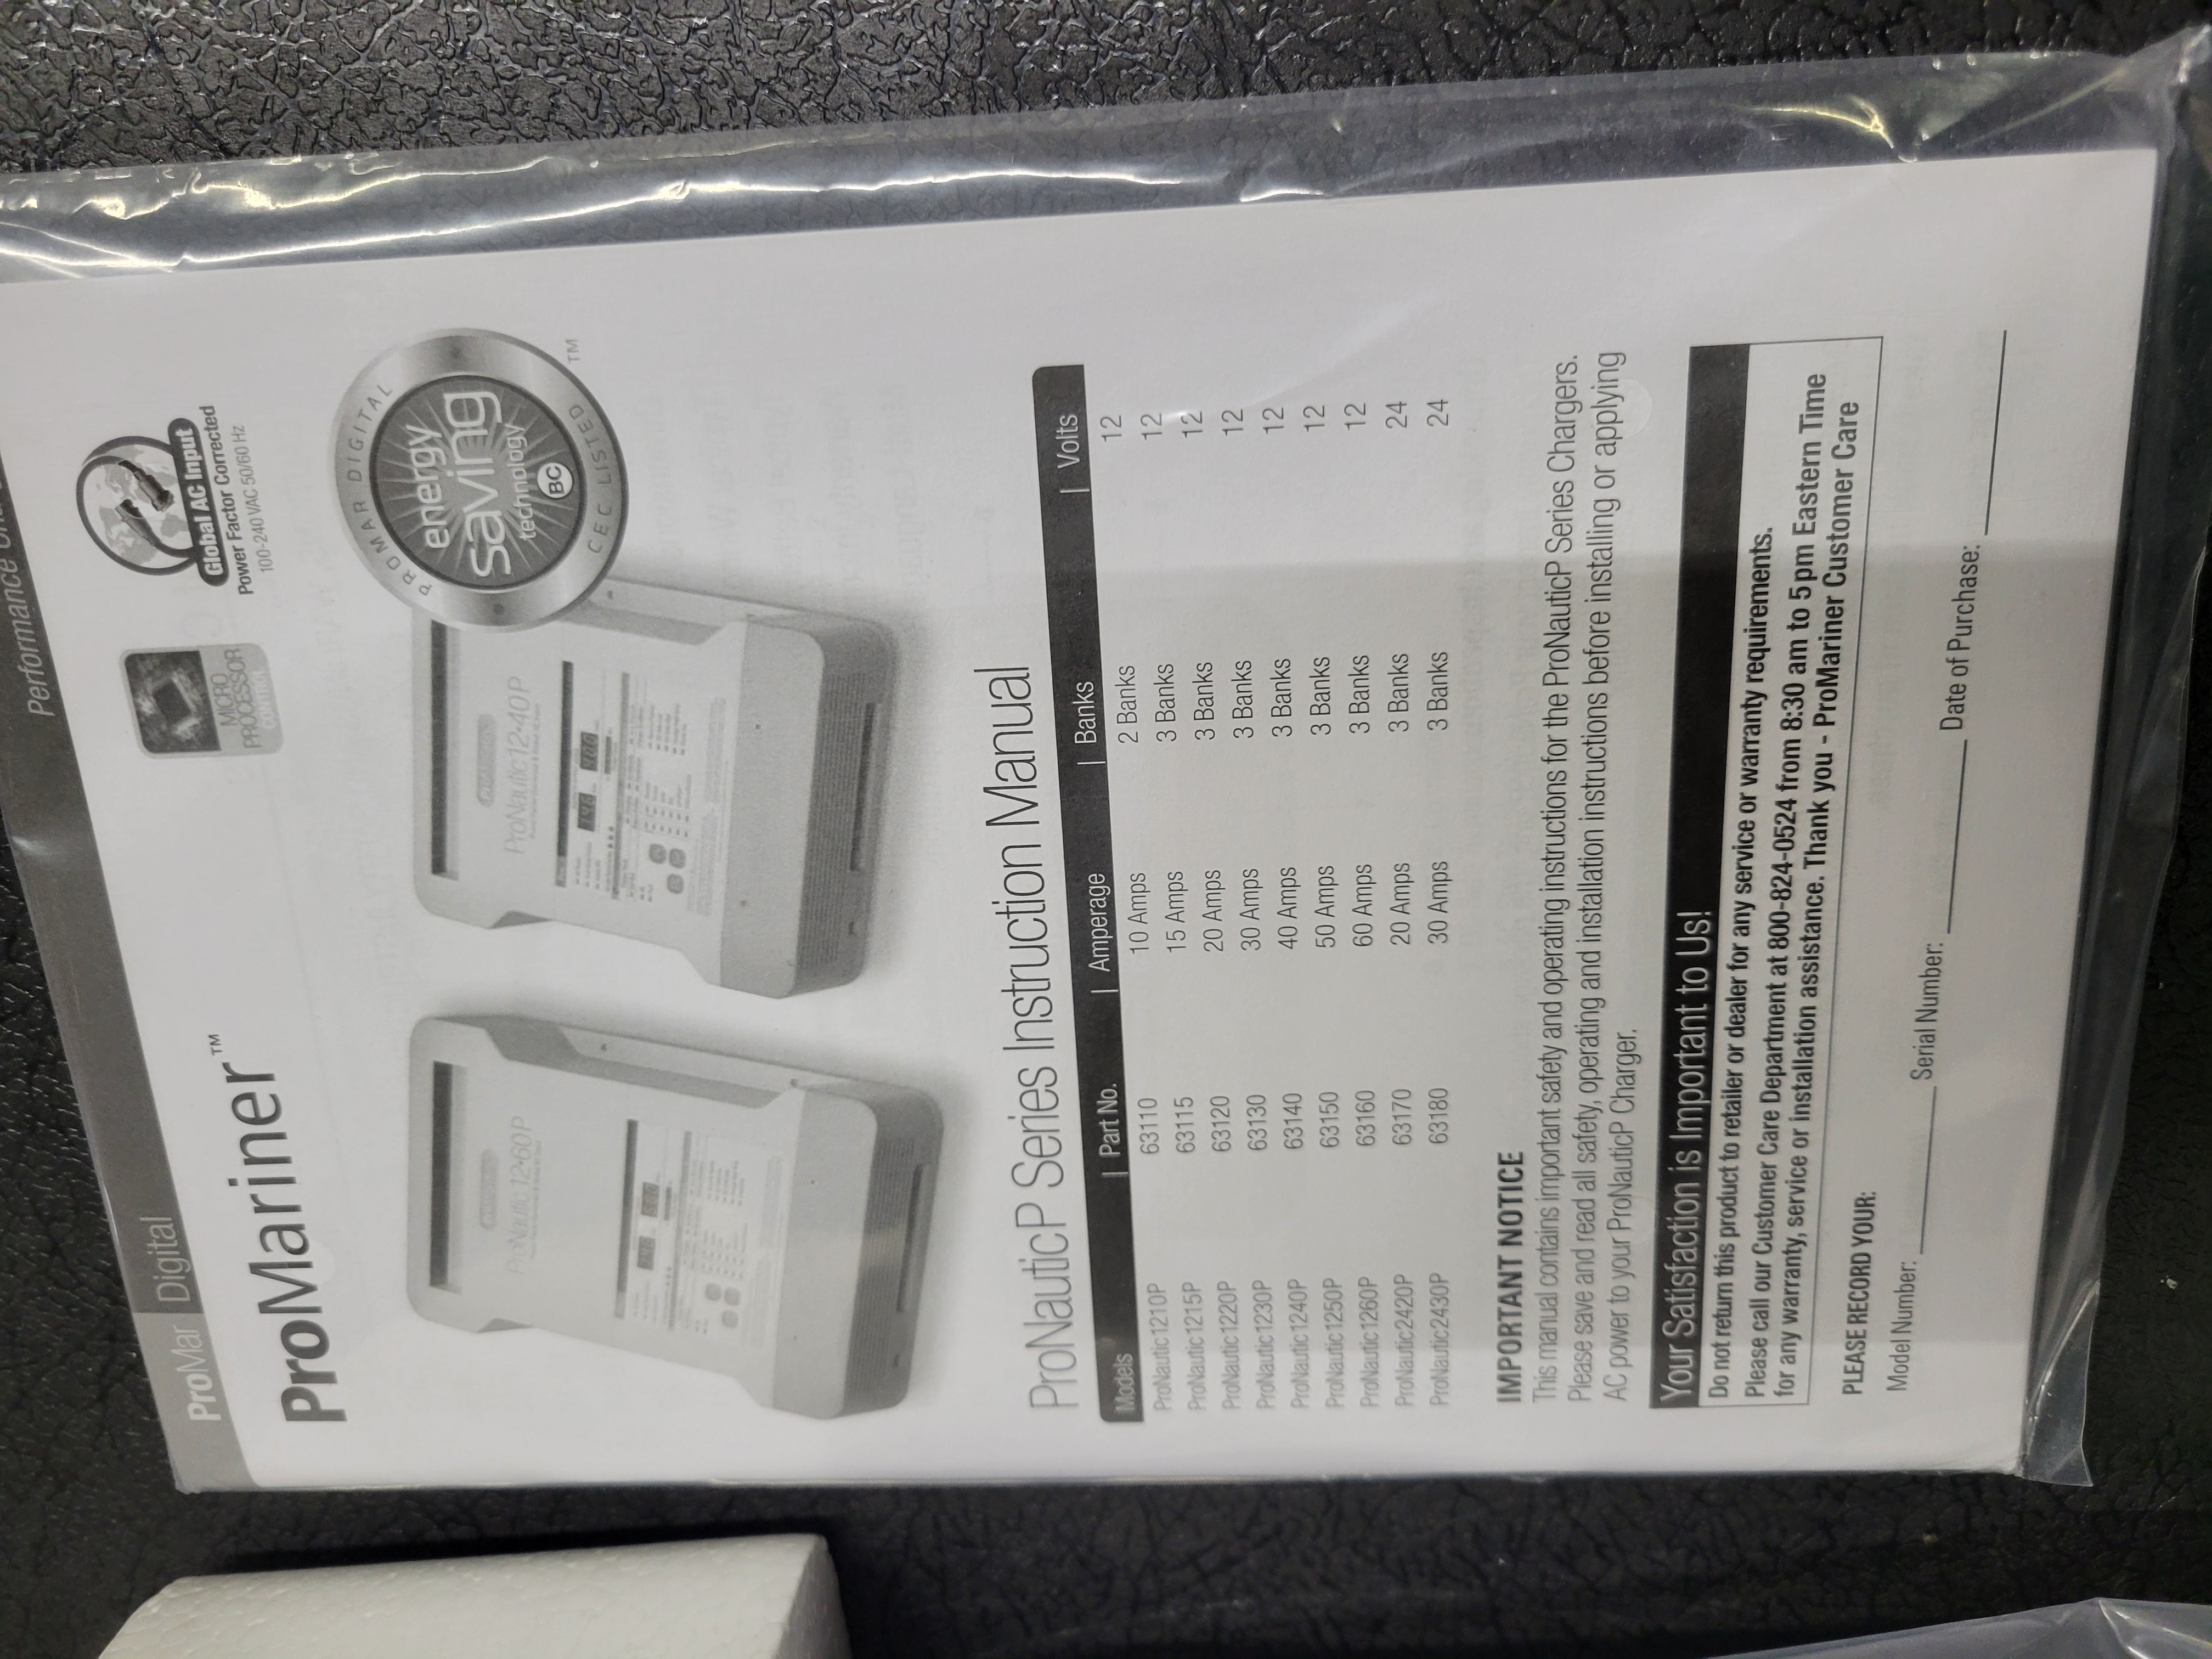 ProMar Digital
Performance
ProMariner™
MICRO
PROCESSOR
CONTROL
Global AC Input
Power Factor Corrected
100-240 VAC 50/60 Hz
ProNautic 12•60P
ProNautic 12•40P
PROMAR DIGITAL
energy
saving
technology
BC
CEC LISTED
TM
ProNauticP Series Instruction Manual
Models | Part No. | Amperage | Banks | Volts
ProNautic1210P 63110 10 Amps 2 Banks 12
ProNautic1215P 63115 15 Amps 3 Banks 12
ProNautic1220P 63120 20 Amps 3 Banks 12
ProNautic1230P 63130 30 Amps 3 Banks 12
ProNautic1240P 63140 40 Amps 3 Banks 12
ProNautic1250P 63150 50 Amps 3 Banks 12
ProNautic1260P 63160 60 Amps 3 Banks 12
ProNautic2420P 63170 20 Amps 3 Banks 24
ProNautic2430P 63180 30 Amps 3 Banks 24
IMPORTANT NOTICE
This manual contains important safety and operating instructions for the ProNauticP Series Chargers.
Please save and read all safety, operating and installation instructions before installing or applying
AC power to your ProNauticP Charger.
Your Satisfaction is Important to Us!
Do not return this product to retailer or dealer for any service or warranty requirements.
Please call our Customer Care Department at 800-824-0524 from 8:30 am to 5 pm Eastern Time
for any warranty, service or installation assistance. Thank you - ProMariner Customer Care
PLEASE RECORD YOUR:
Model Number: Serial Number: Date of Purchase: